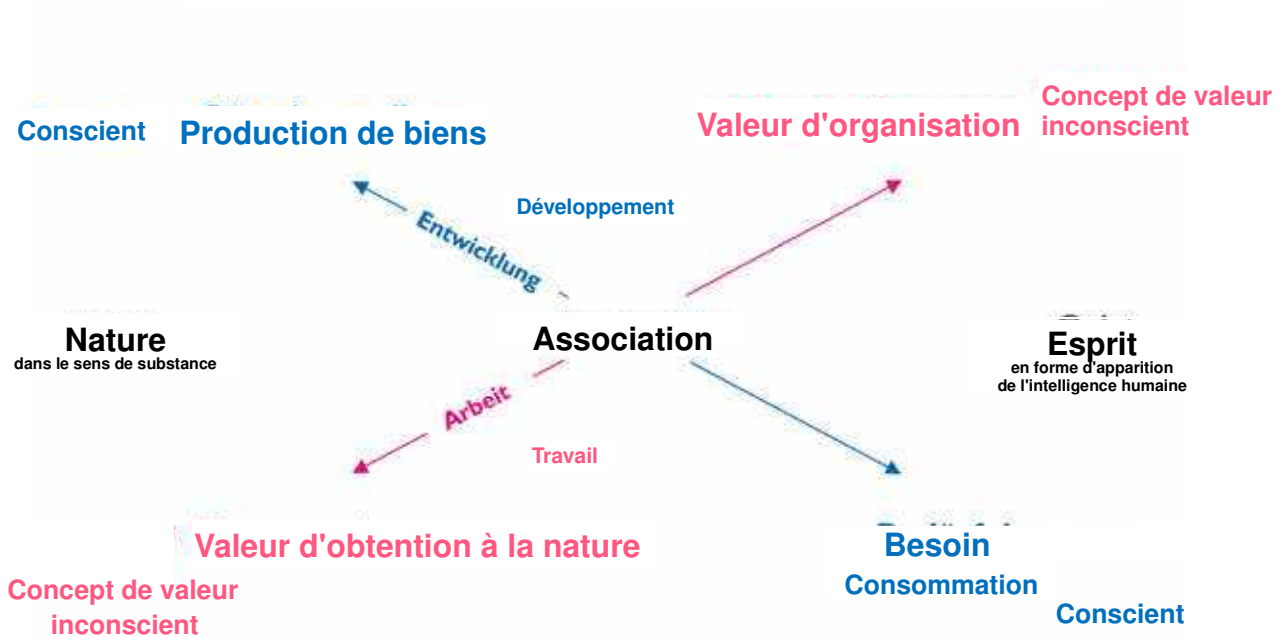 Concept de valeur
inconscient
Conscient
Production de biens
Valeur d'organisation
Développement
Entwicklung
Nature
dans le sens de substance
Association
Esprit
en forme d'apparition
de l'intelligence humaine
Arbeit
Travail
Valeur d'obtention à la nature
Besoin
Consommation
Concept de valeur
inconscient
Conscient